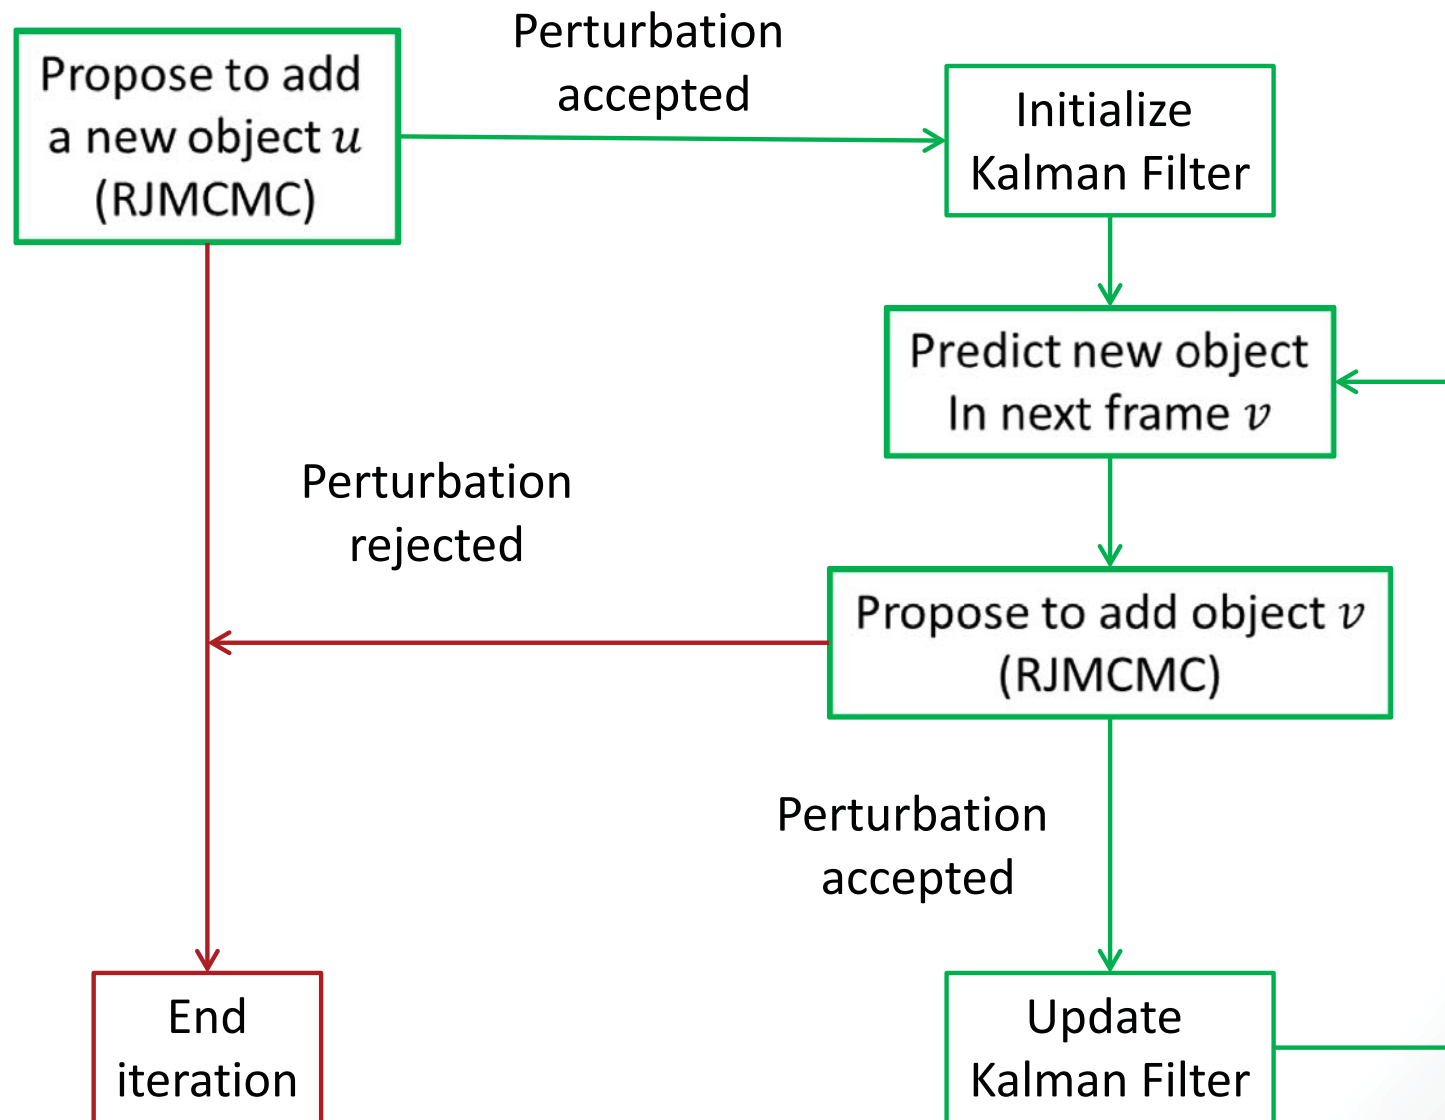 Propose to add
a new object u
(RJMCMC)
Perturbation
accepted
Initialize
Kalman Filter
Predict new object
In next frame v
Perturbation
rejected
Propose to add object v
(RJMCMC)
Perturbation
accepted
End
iteration
Update
Kalman Filter